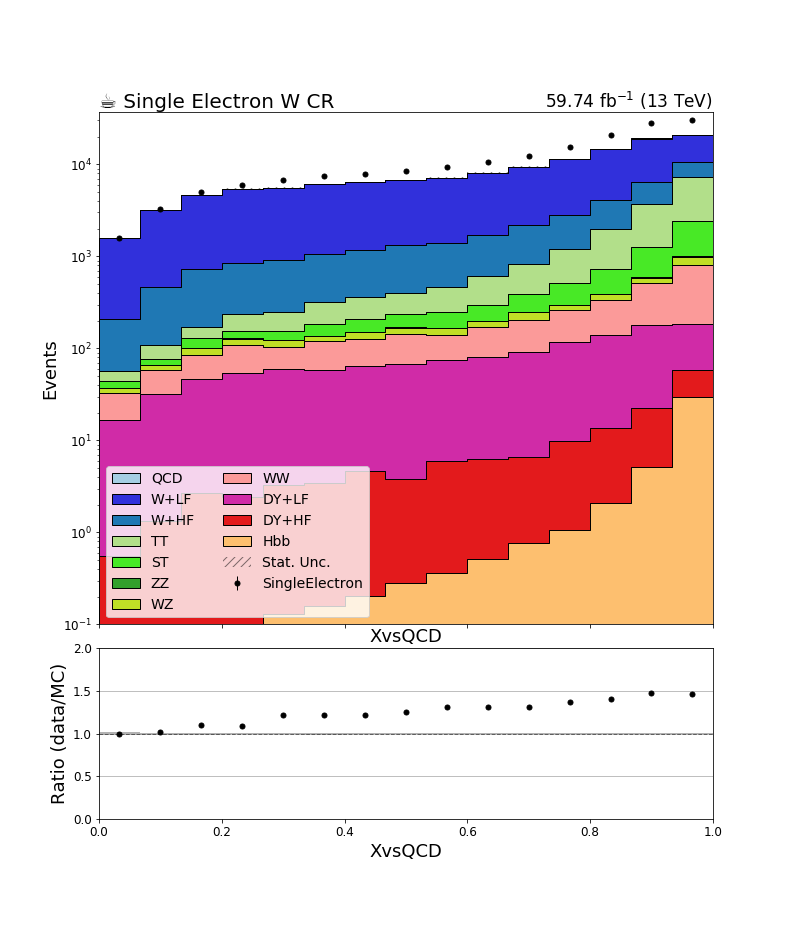 ☕ Single Electron W CR
59.74 fb⁻¹ (13 TeV)
Events
10⁴
10³
10²
10¹
10⁰
10⁻¹
QCD
W+LF
W+HF
TT
ST
ZZ
WZ
WW
DY+LF
DY+HF
Hbb
Stat. Unc.
SingleElectron
XvsQCD
Ratio (data/MC)
2.0
1.5
1.0
0.5
0.0
0.0 0.2 0.4 0.6 0.8 1.0
XvsQCD